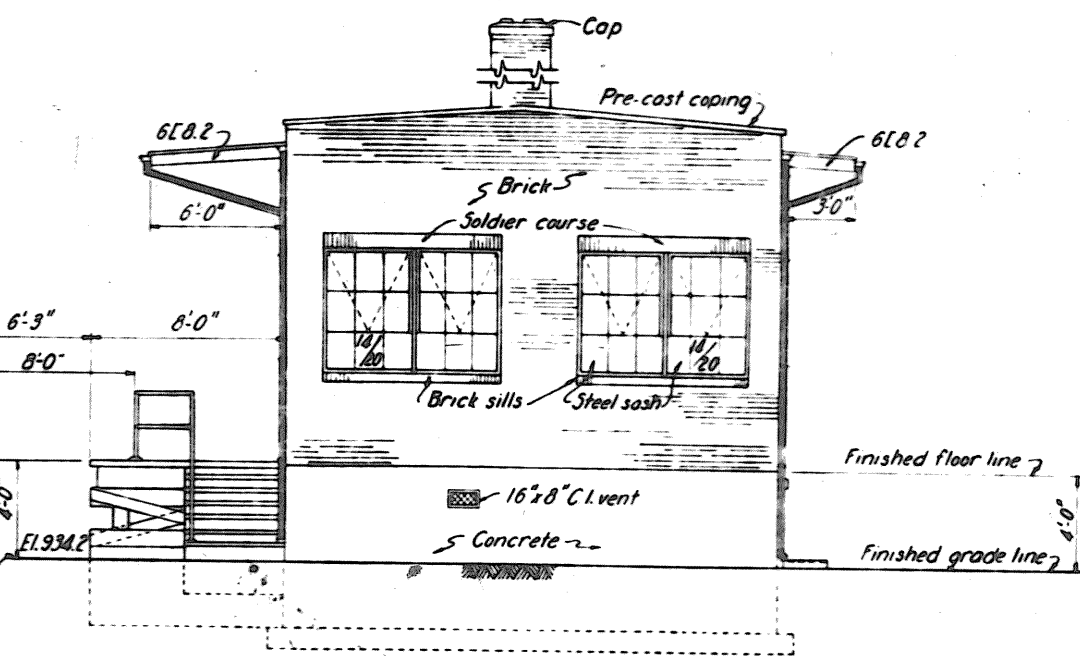 Cap
Pre-cast coping
6[8.2
6[8.2
Brick
6'-0"
3'-0"
Soldier course
6'-3"
8'-0"
8'-0"
14/20
14/20
Brick sills
Steel sash
Finished floor line
16"x8" C.I. vent
4'-0"
4'-0"
El. 934.2
Concrete
Finished grade line